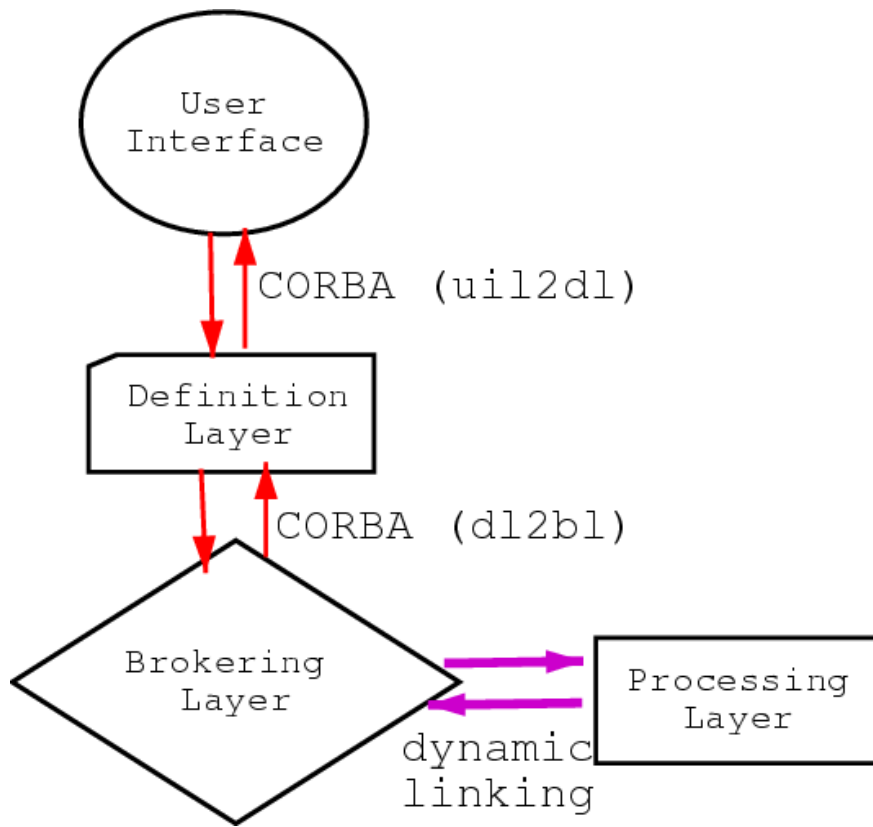 User
Interface
CORBA (uil2dl)
Definition
Layer
CORBA (dl2bl)
Brokering
Layer
Processing
Layer
dynamic
linking